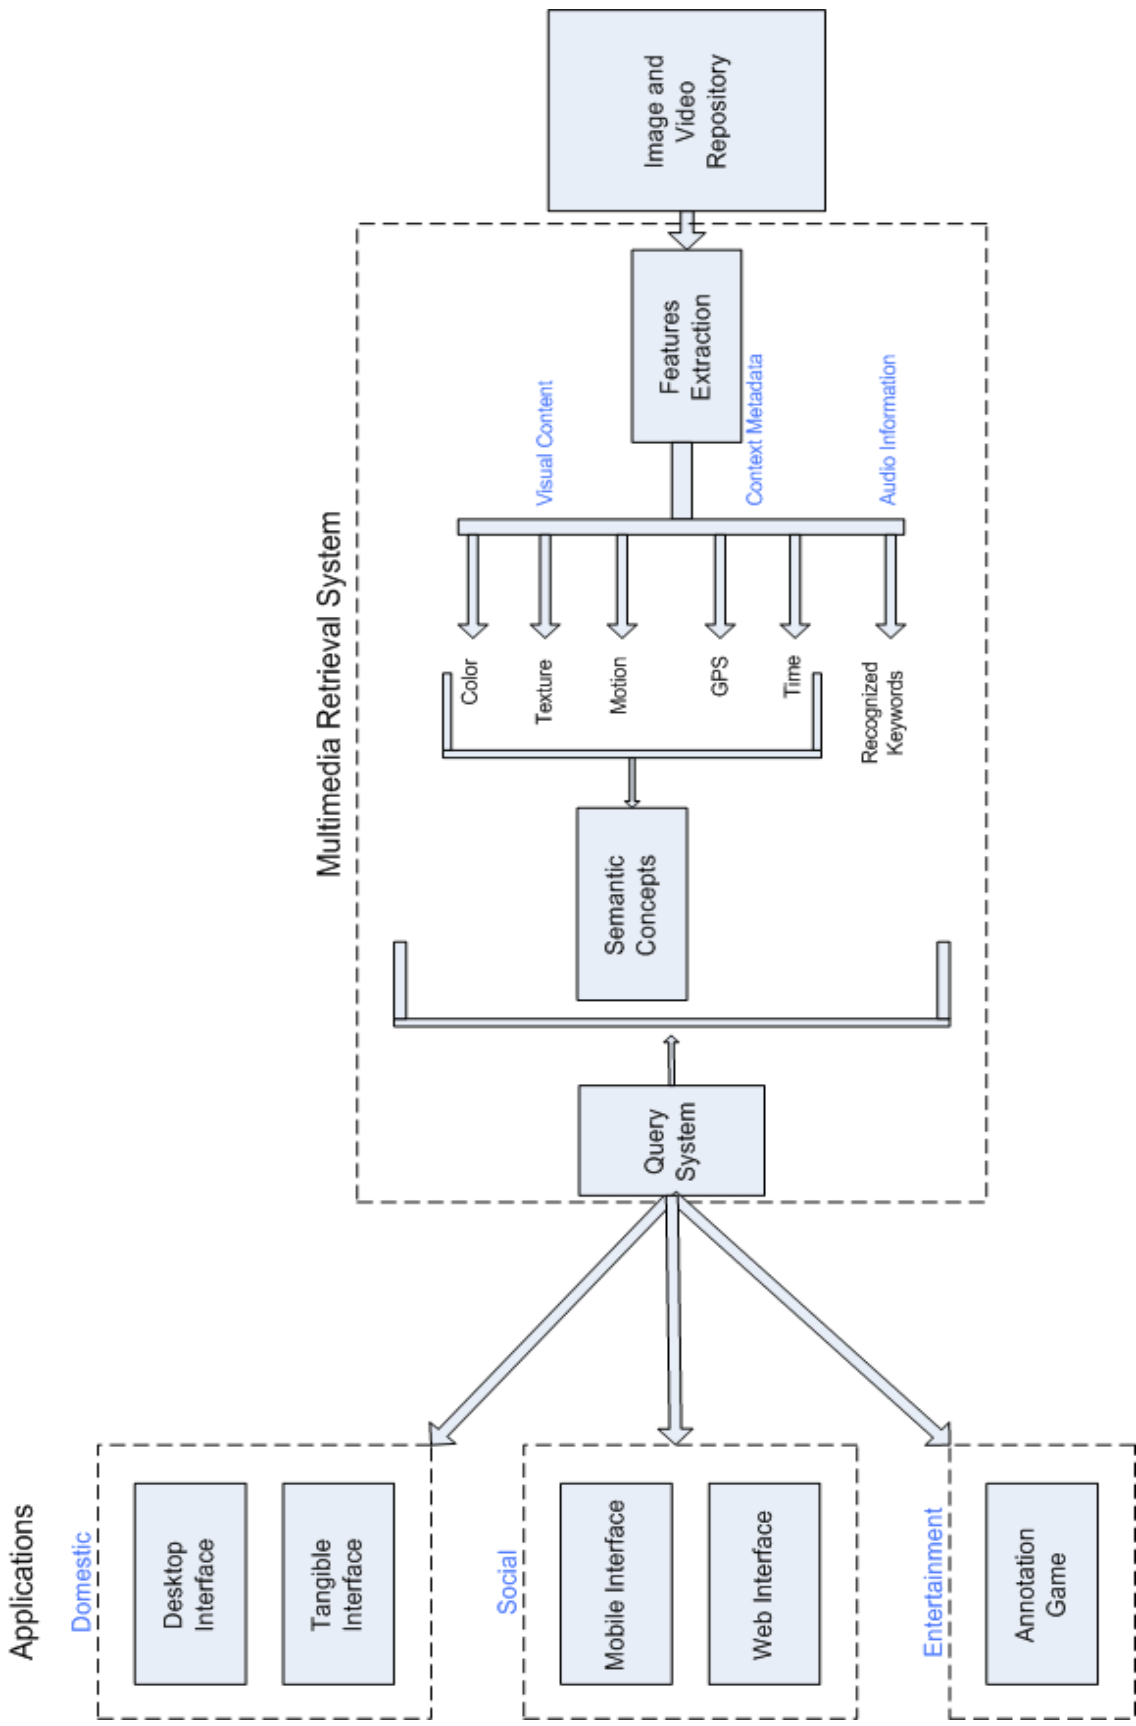 Applications
Domestic
Desktop
Interface
Tangible
Interface
Social
Mobile Interface
Web Interface
Entertainment
Annotation
Game
Multimedia Retrieval System
Query
System
Semantic
Concepts
Color
Texture
Motion
GPS
Time
Recognized
Keywords
Visual Content
Context Metadata
Audio Information
Features
Extraction
Image and
Video
Repository